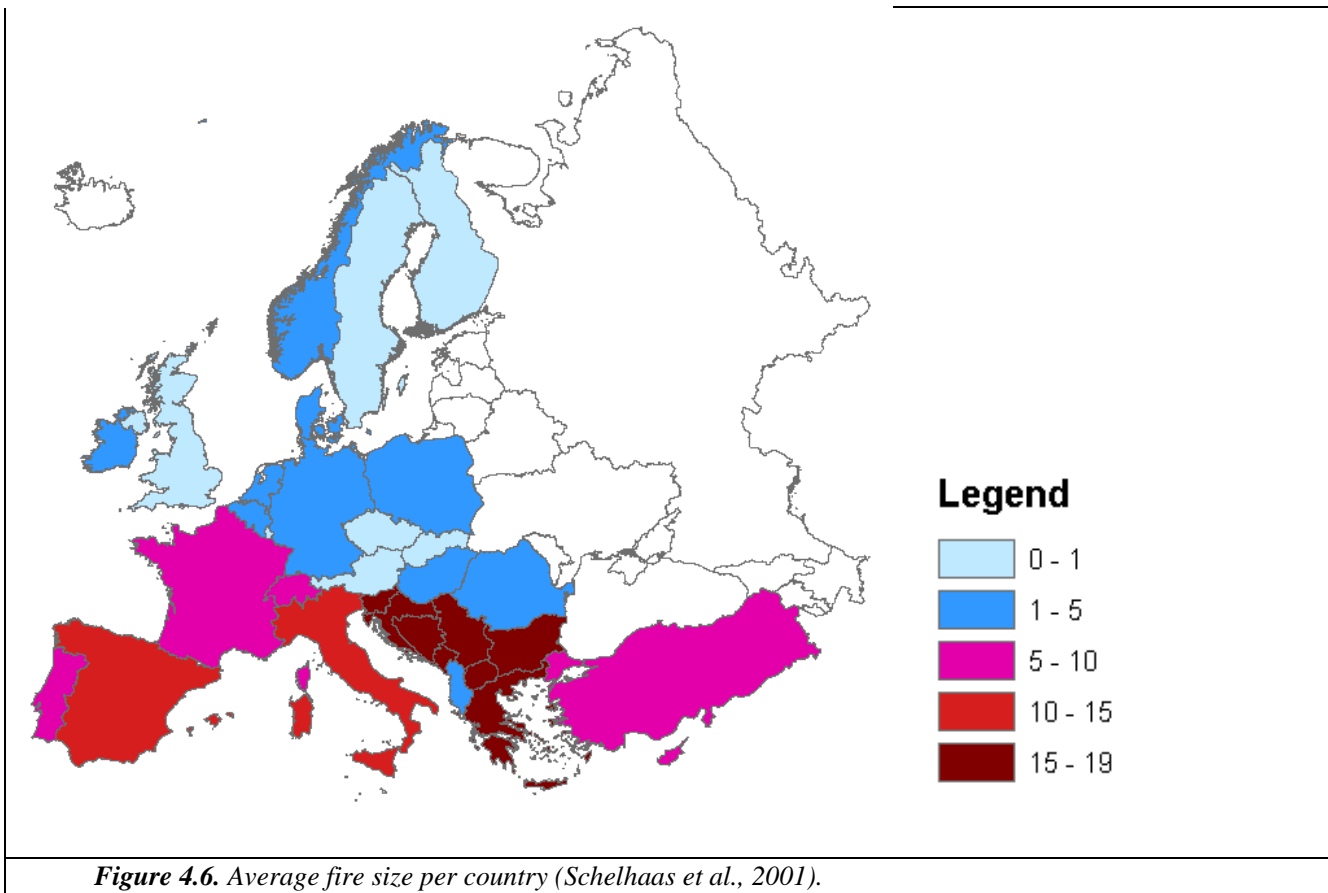 Legend
0 - 1
1 - 5
5 - 10
10 - 15
15 - 19
Figure 4.6. Average fire size per country (Schelhaas et al., 2001).